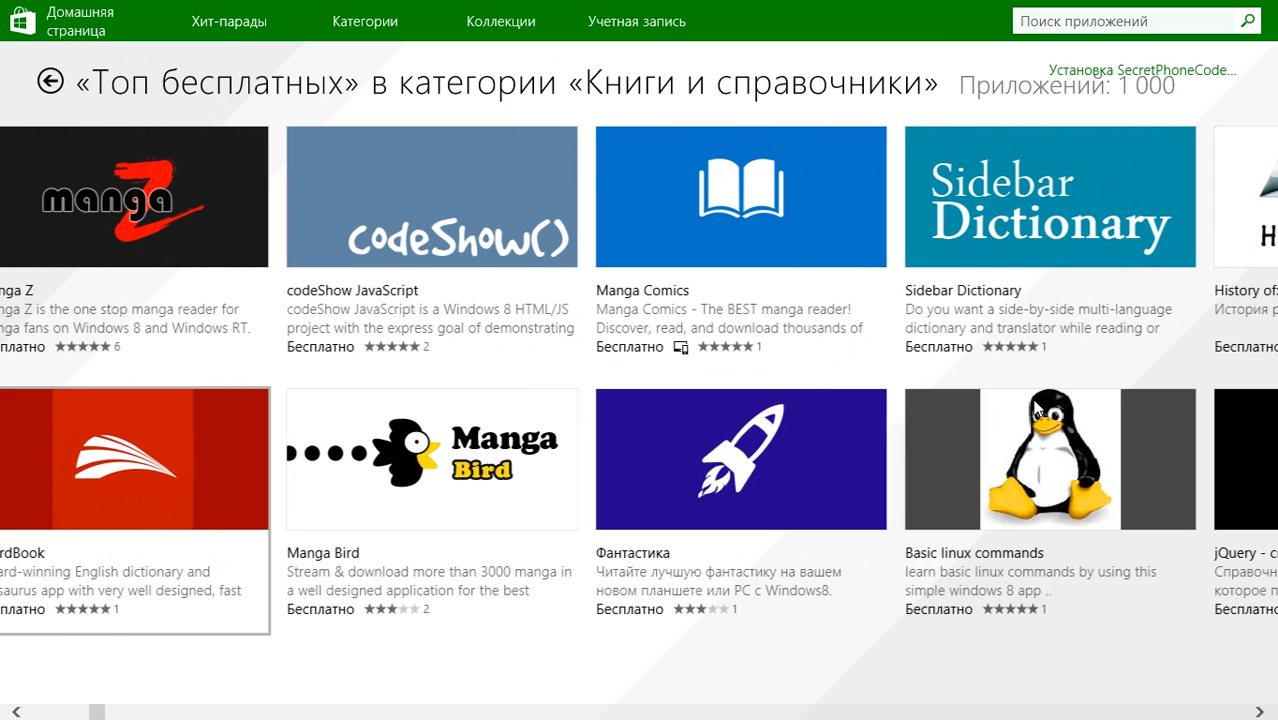 Домашняя
страница
Хит-парады
Категории
Коллекции
Учетная запись
Поиск приложений
Установка SecretPhoneCode...
«Топ бесплатных» в категории «Книги и справочники» Приложений: 1 000
manga Z
codeShow()
Sidebar
Dictionary
H
nga Z
nga Z is the one stop manga reader for
nga fans on Windows 8 and Windows RT.
сплатно 6
codeShow JavaScript
codeShow JavaScript is a Windows 8 HTML/JS
project with the express goal of demonstrating
Бесплатно 2
Manga Comics
Manga Comics - The BEST manga reader!
Discover, read, and download thousands of
Бесплатно 1
Sidebar Dictionary
Do you want a side-by-side multi-language
dictionary and translator while reading or
Бесплатно 1
History of:
История р
Бесплатно
Manga
Bird
rdBook
ard-winning English dictionary and
saurus app with very well designed, fast
сплатно 1
Manga Bird
Stream & download more than 3000 manga in
a well designed application for the best
Бесплатно 2
Фантастика
Читайте лучшую фантастику на вашем
новом планшете или PC с Windows8.
Бесплатно 1
Basic linux commands
learn basic linux commands by using this
simple windows 8 app ..
Бесплатно 1
jQuery - c
Справочн
которое п
Бесплатно